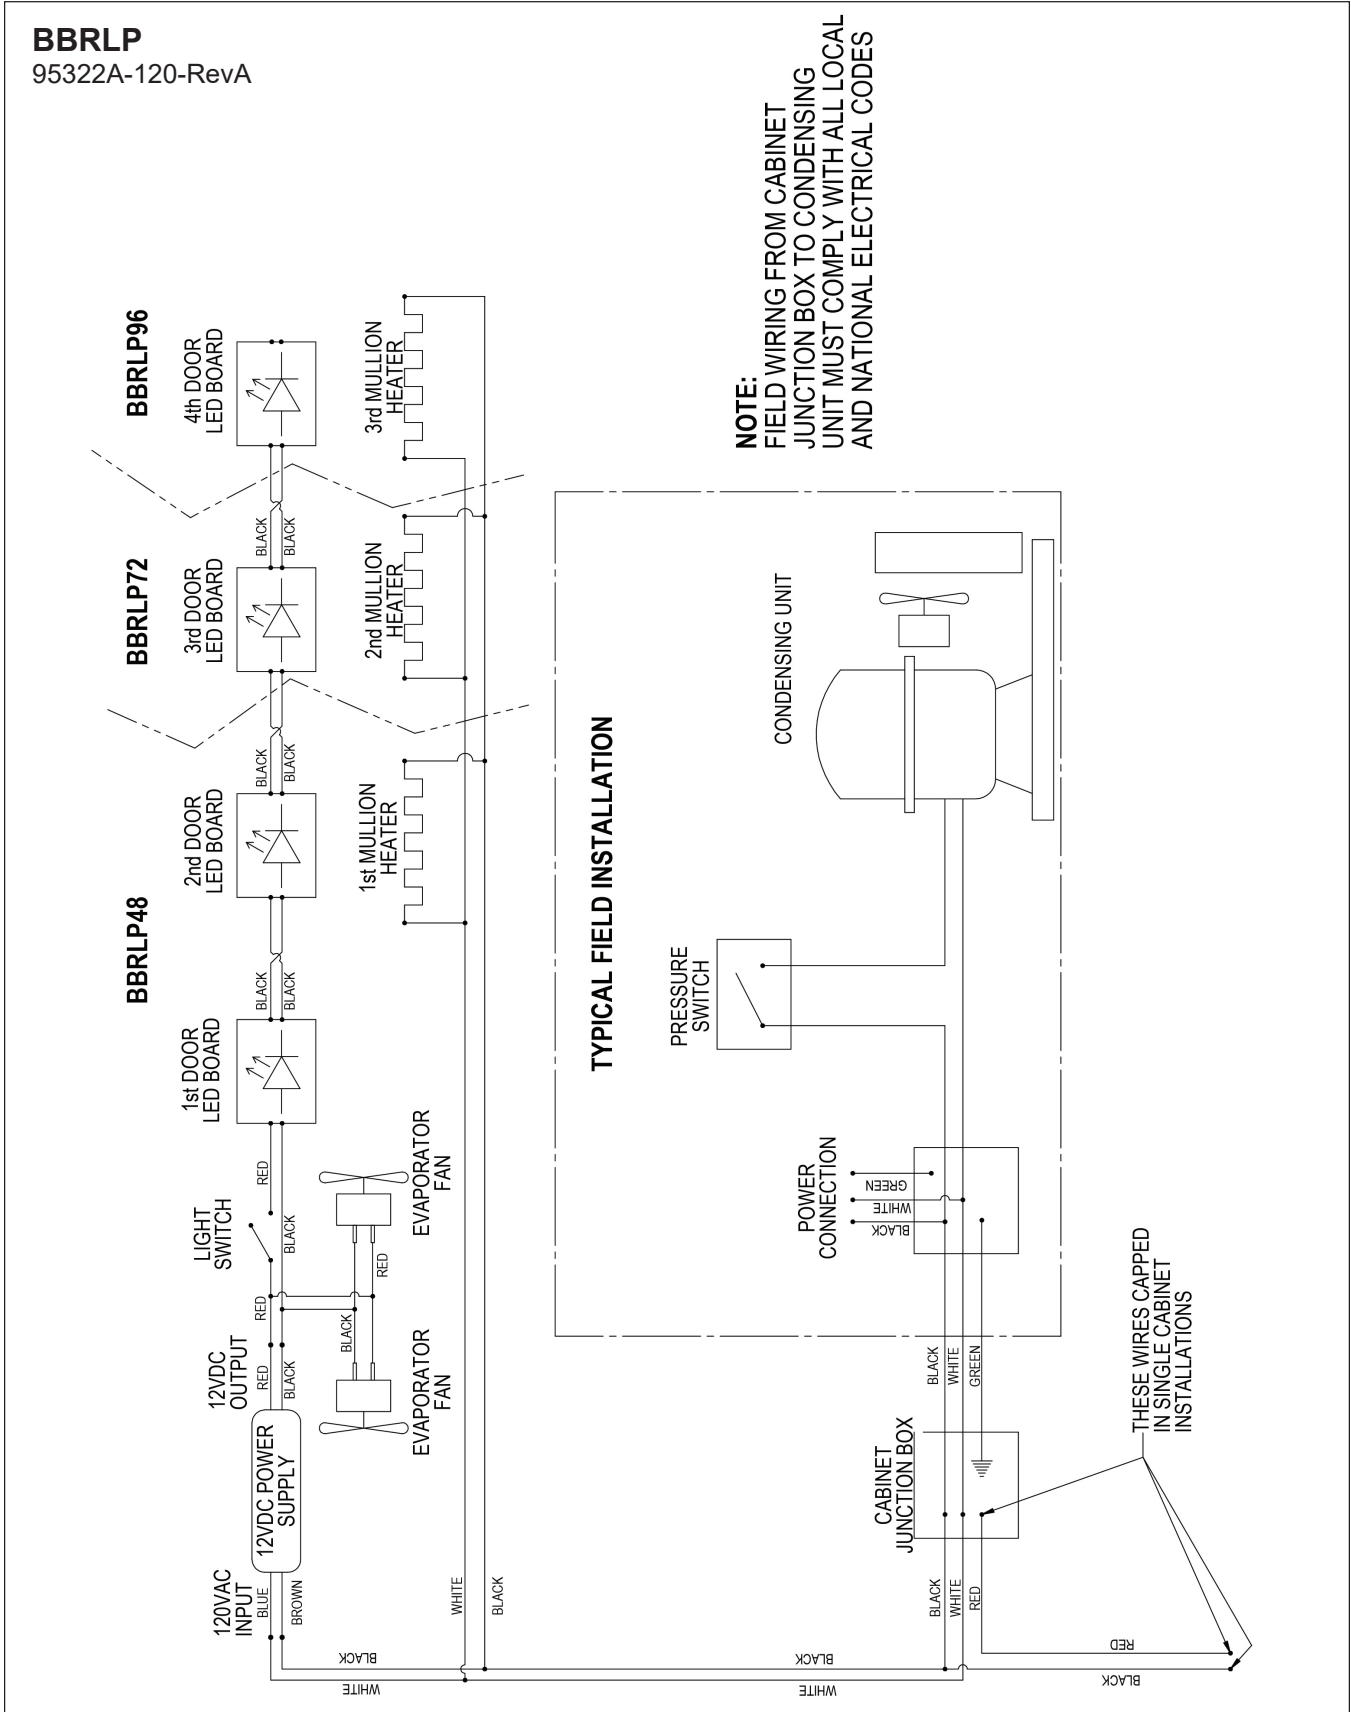 BBRLP
95322A-120-RevA
120VAC
INPUT
BLUE
BROWN
12VDC POWER
SUPPLY
12VDC
OUTPUT
RED
BLACK
RED
LIGHT
SWITCH
BLACK
RED
1st DOOR
LED BOARD
BLACK
BLACK
BBRLP48
2nd DOOR
LED BOARD
BLACK
BLACK
BBRLP72
3rd DOOR
LED BOARD
BLACK
BLACK
BBRLP96
4th DOOR
LED BOARD
EVAPORATOR
FAN
BLACK
RED
EVAPORATOR
FAN
1st MULLION
HEATER
2nd MULLION
HEATER
3rd MULLION
HEATER
WHITE
BLACK
BLACK
WHITE
BLACK
WHITE
TYPICAL FIELD INSTALLATION
NOTE:
FIELD WIRING FROM CABINET
JUNCTION BOX TO CONDENSING
UNIT MUST COMPLY WITH ALL LOCAL
AND NATIONAL ELECTRICAL CODES
PRESSURE
SWITCH
CONDENSING UNIT
POWER
CONNECTION
BLACK
WHITE
GREEN
CABINET
JUNCTION BOX
BLACK
WHITE
RED
BLACK
WHITE
GREEN
RED
BLACK
THESE WIRES CAPPED
IN SINGLE CABINET
INSTALLATIONS